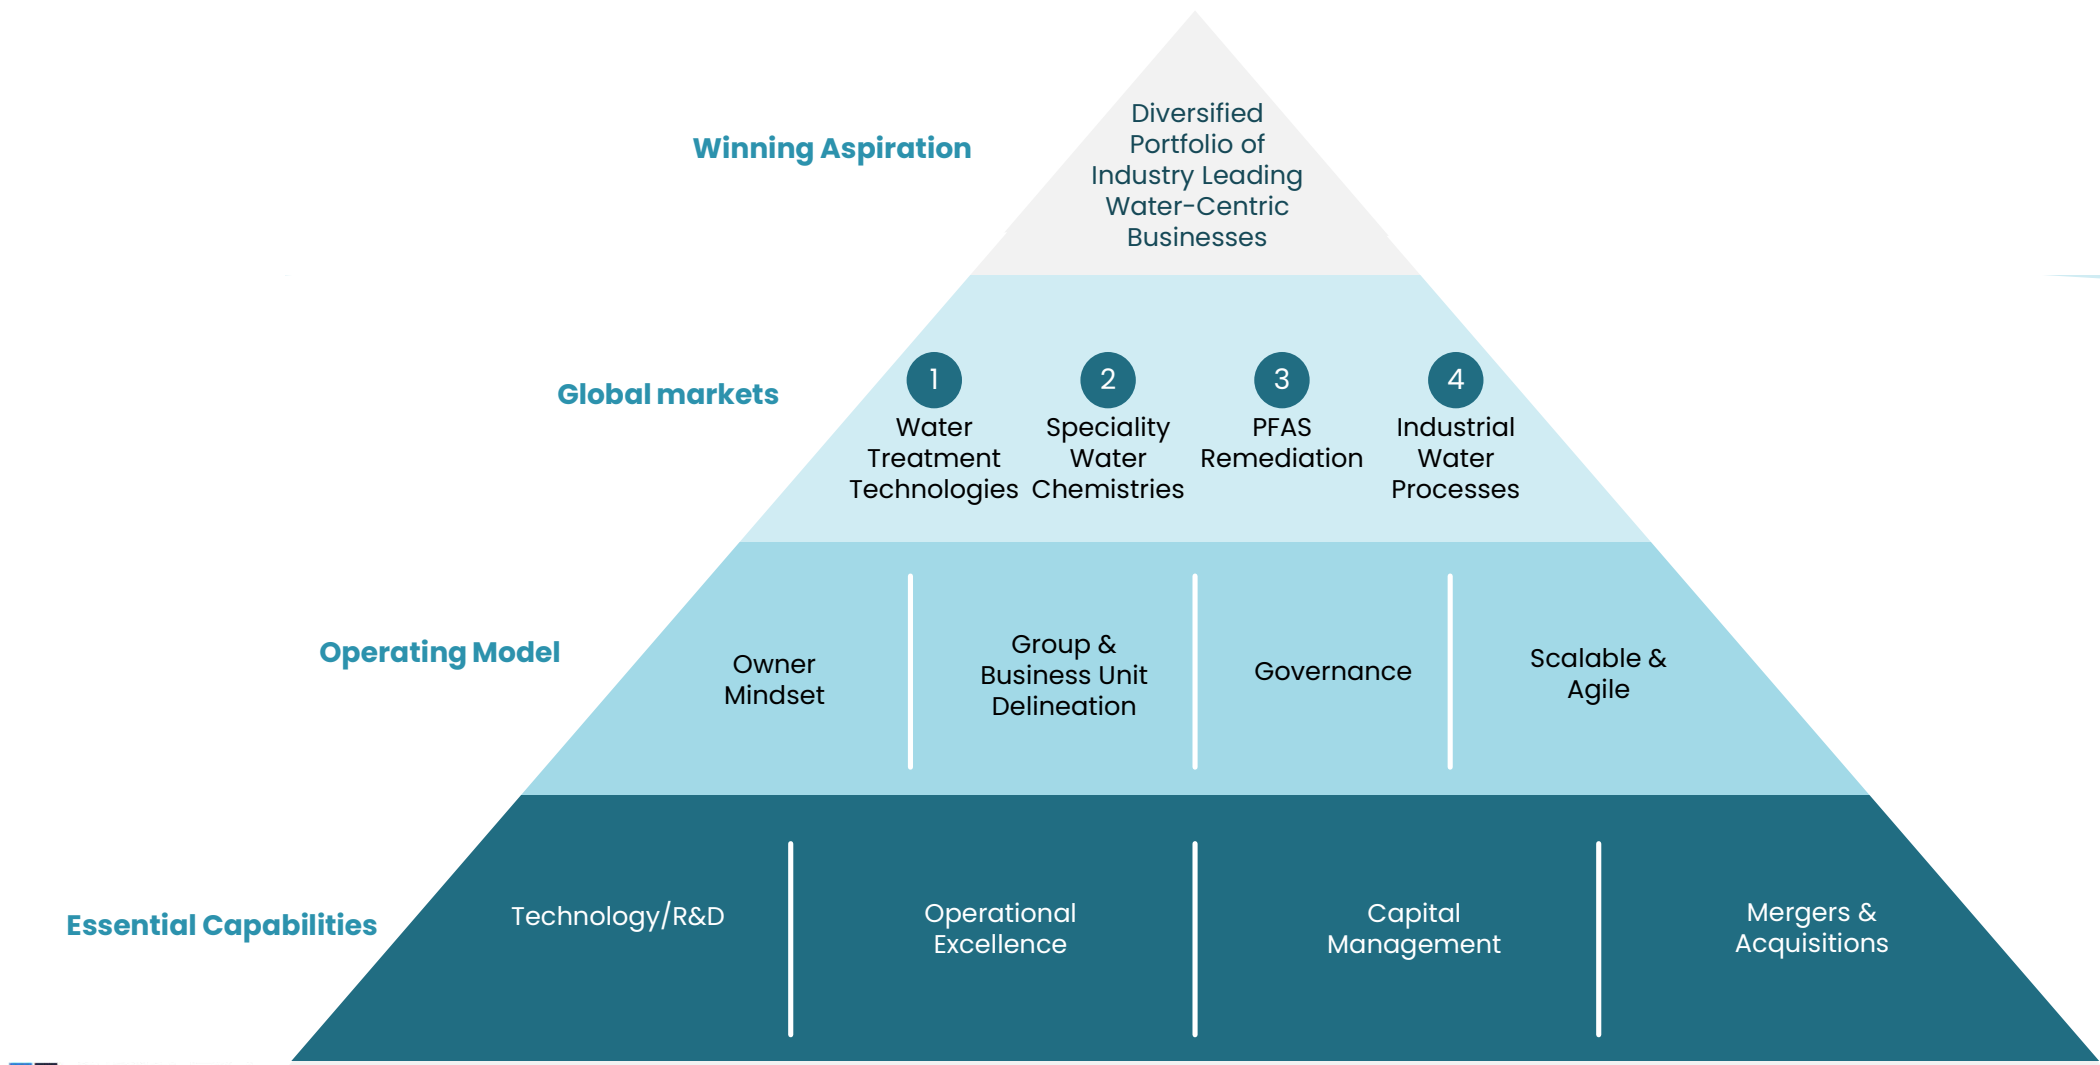 Winning Aspiration
Diversified
Portfolio of
Industry Leading
Water-Centric
Businesses
Global markets
1
Water
Treatment
Technologies
2
Speciality
Water
Chemistries
3
PFAS
Remediation
4
Industrial
Water
Processes
Operating Model
Owner
Mindset
Group &
Business Unit
Delineation
Governance
Scalable &
Agile
Essential Capabilities
Technology/R&D
Operational
Excellence
Capital
Management
Mergers &
Acquisitions